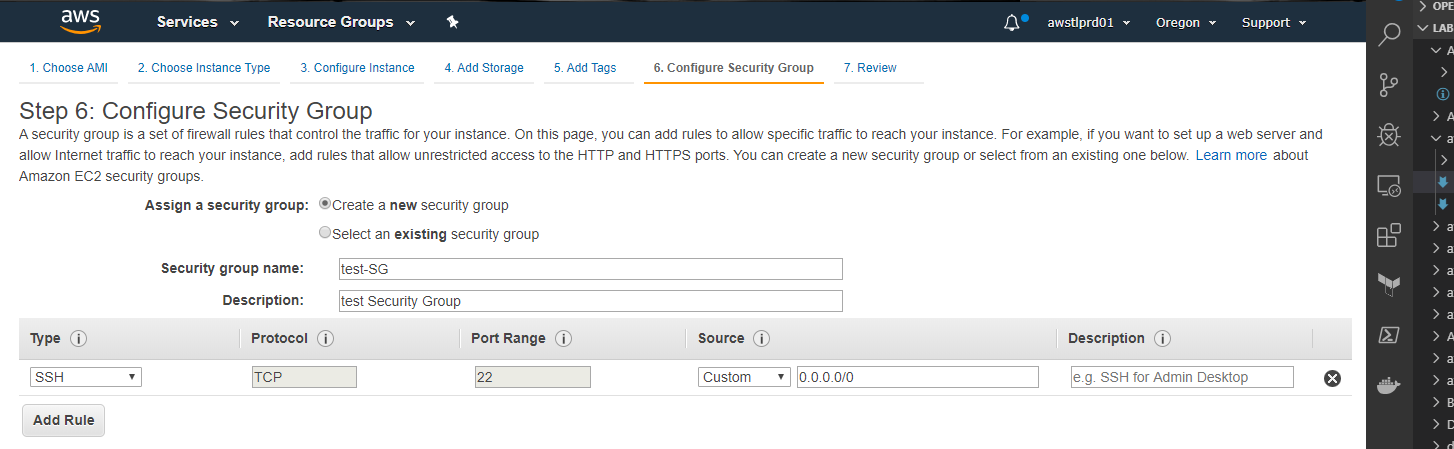 aws
Services
Resource Groups
awstlprd01
Oregon
Support
1. Choose AMI
2. Choose Instance Type
3. Configure Instance
4. Add Storage
5. Add Tags
6. Configure Security Group
7. Review
Step 6: Configure Security Group
A security group is a set of firewall rules that control the traffic for your instance. On this page, you can add rules to allow specific traffic to reach your instance. For example, if you want to set up a web server and
allow Internet traffic to reach your instance, add rules that allow unrestricted access to the HTTP and HTTPS ports. You can create a new security group or select from an existing one below. Learn more about
Amazon EC2 security groups.
Assign a security group: Create a new security group
Select an existing security group
Security group name: test-SG
Description: test Security Group
Type Protocol Port Range Source Description
SSH TCP 22 Custom 0.0.0.0/0 e.g. SSH for Admin Desktop
Add Rule
OPE
LAB